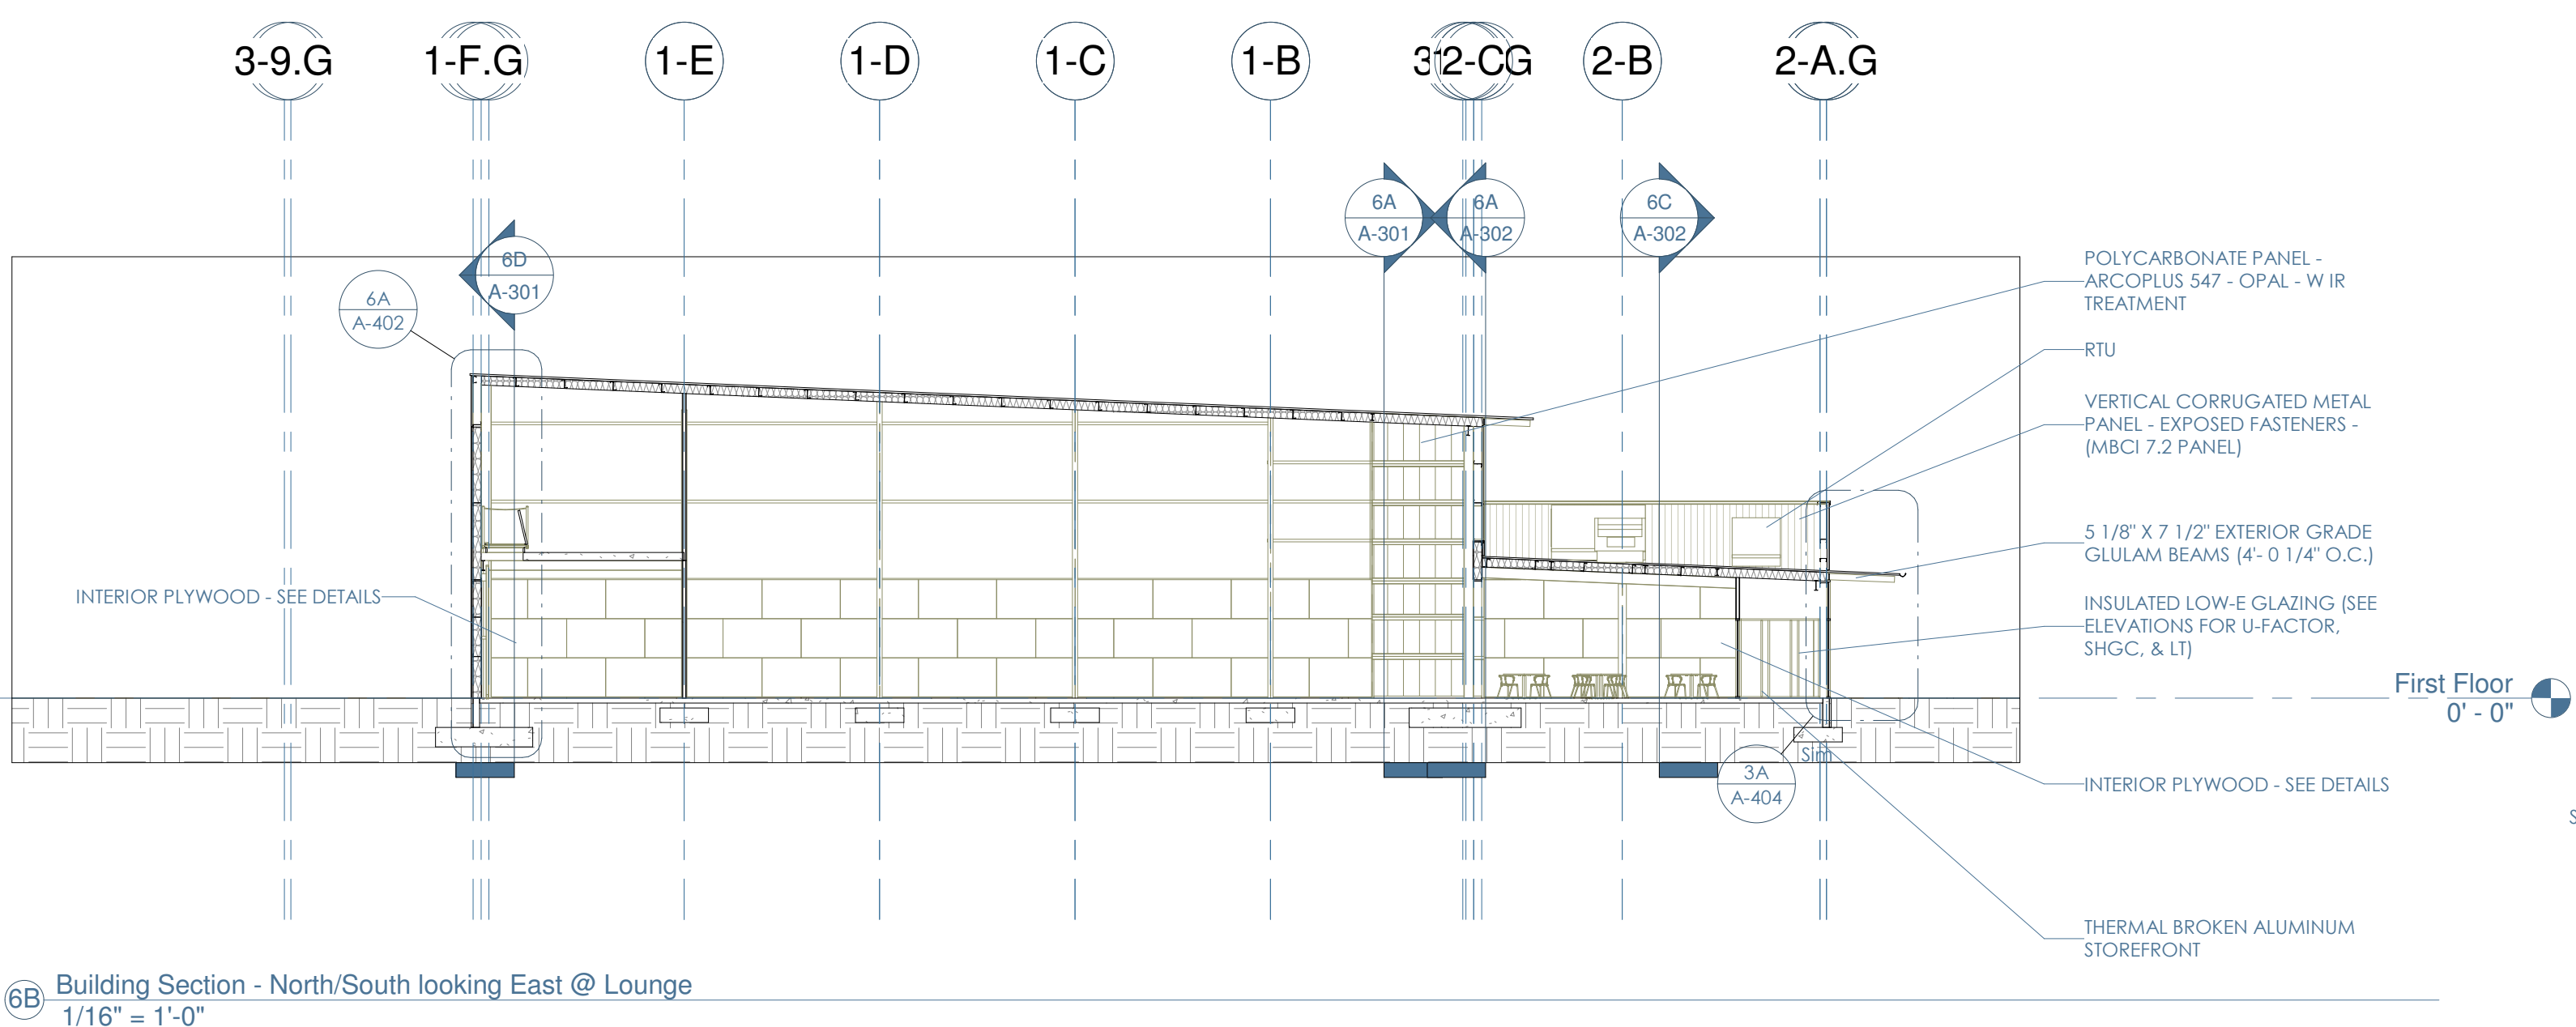 3-9.G
1-F.G
1-E
1-D
1-C
1-B
2-B
2-A.G
6A
A-301
6A
A-302
6C
A-302
6D
A-301
6A
A-402
POLYCARBONATE PANEL -
ARCOPLUS 547 - OPAL - W IR
TREATMENT
RTU
VERTICAL CORRUGATED METAL
PANEL - EXPOSED FASTENERS -
(MBCI 7.2 PANEL)
5 1/8" X 7 1/2" EXTERIOR GRADE
GLULAM BEAMS (4'- 0 1/4" O.C.)
INTERIOR PLYWOOD - SEE DETAILS
INSULATED LOW-E GLAZING (SEE
ELEVATIONS FOR U-FACTOR,
SHGC, & LT)
First Floor
0' - 0"
Sim
3A
A-404
INTERIOR PLYWOOD - SEE DETAILS
THERMAL BROKEN ALUMINUM
STOREFRONT
6B
Building Section - North/South looking East @ Lounge
1/16" = 1'-0"